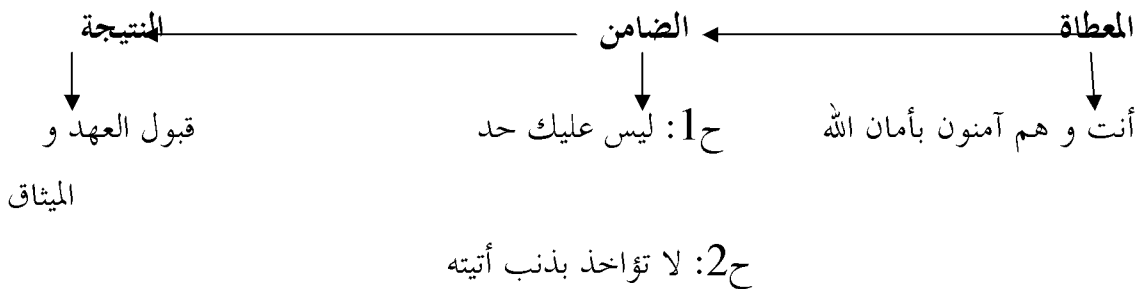 المعطاة الضامن النتيجة
أنت و هم آمنون بأمان الله ح1: ليس عليك حد قبول العهد و
الميثاق
ح2: لا تؤاخذ بذنب أتيته